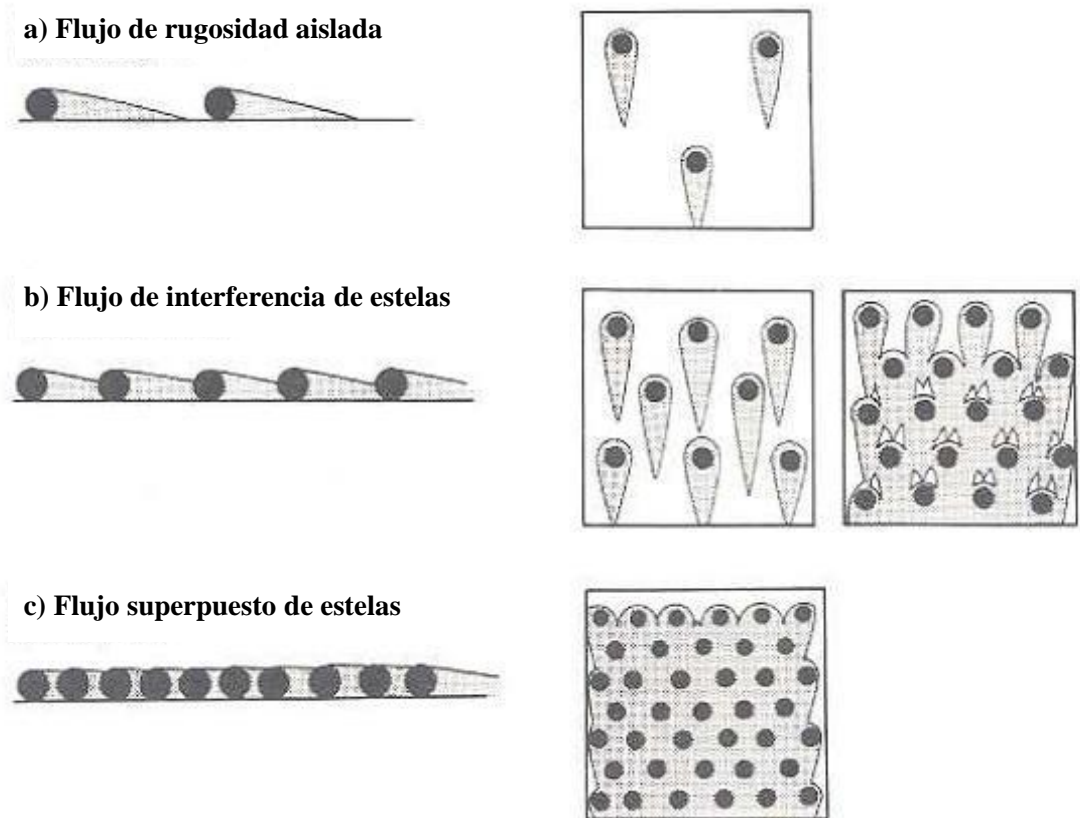 a) Flujo de rugosidad aislada
b) Flujo de interferencia de estelas
c) Flujo superpuesto de estelas